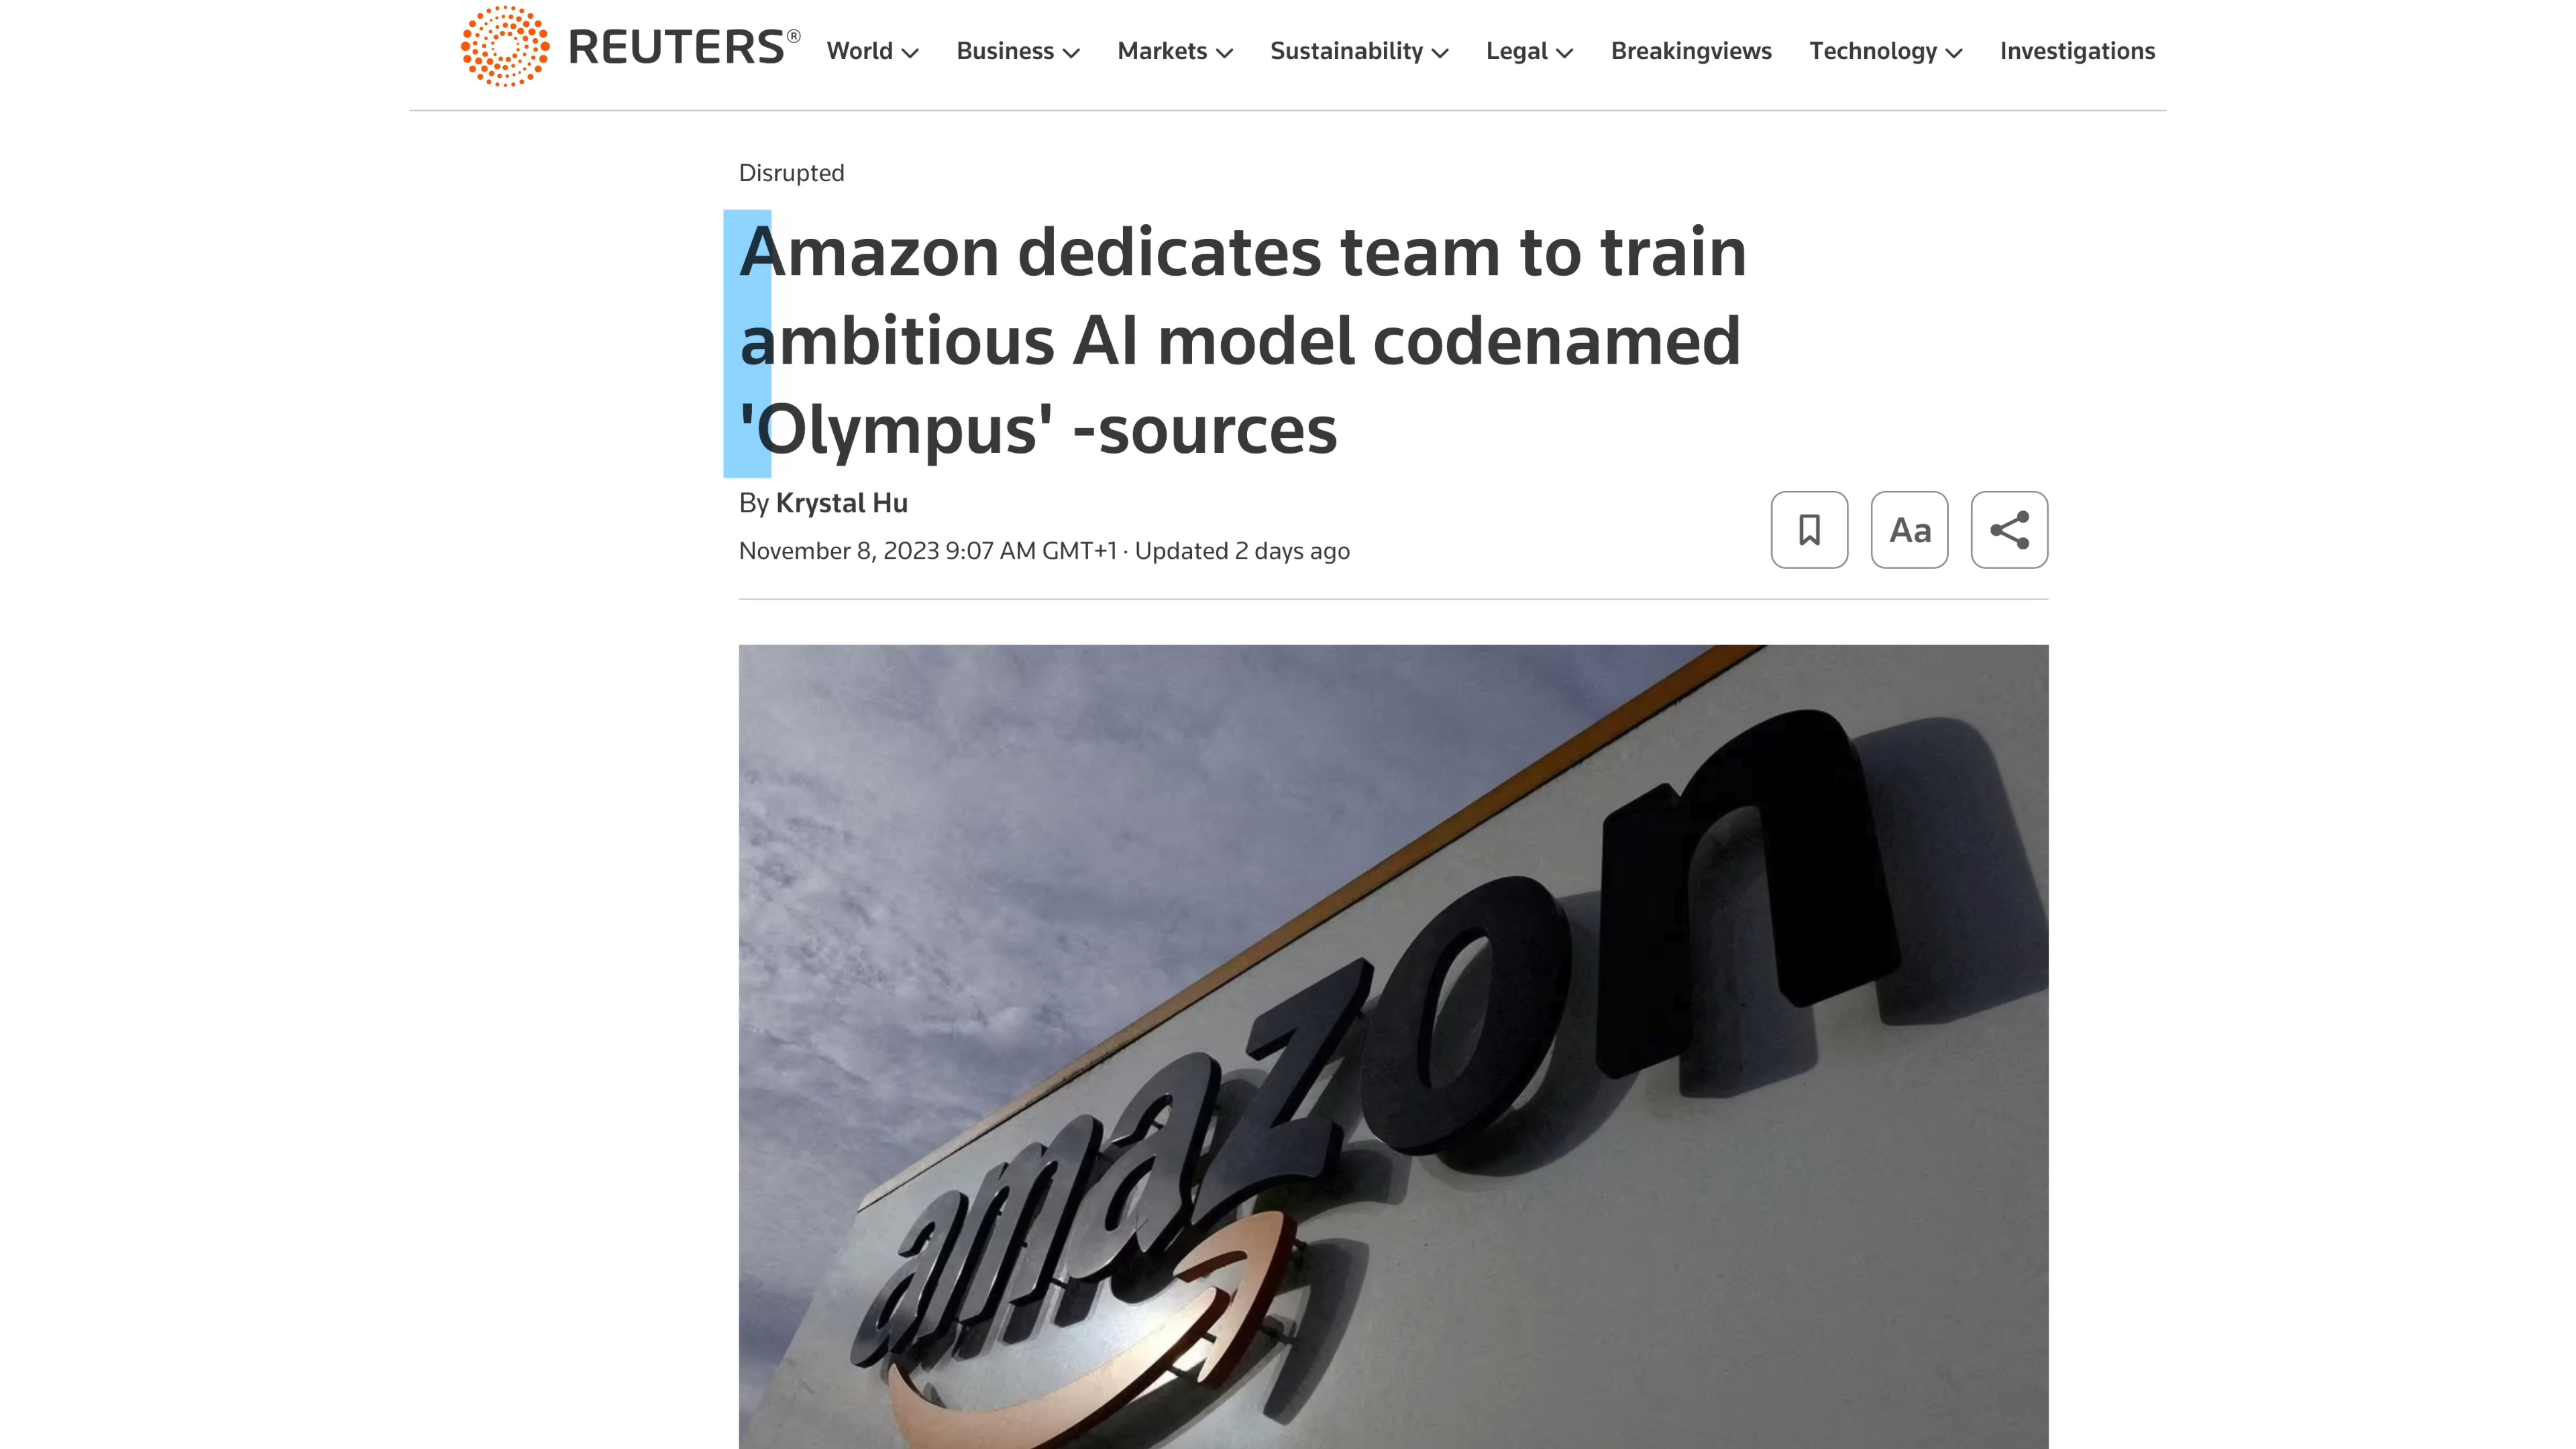 REUTERS® World Business Markets Sustainability Legal Breakingviews Technology Investigations
Disrupted
Amazon dedicates team to train
ambitious AI model codenamed
'Olympus' -sources
By Krystal Hu
November 8, 2023 9:07 AM GMT+1 · Updated 2 days ago
Aa
amazon